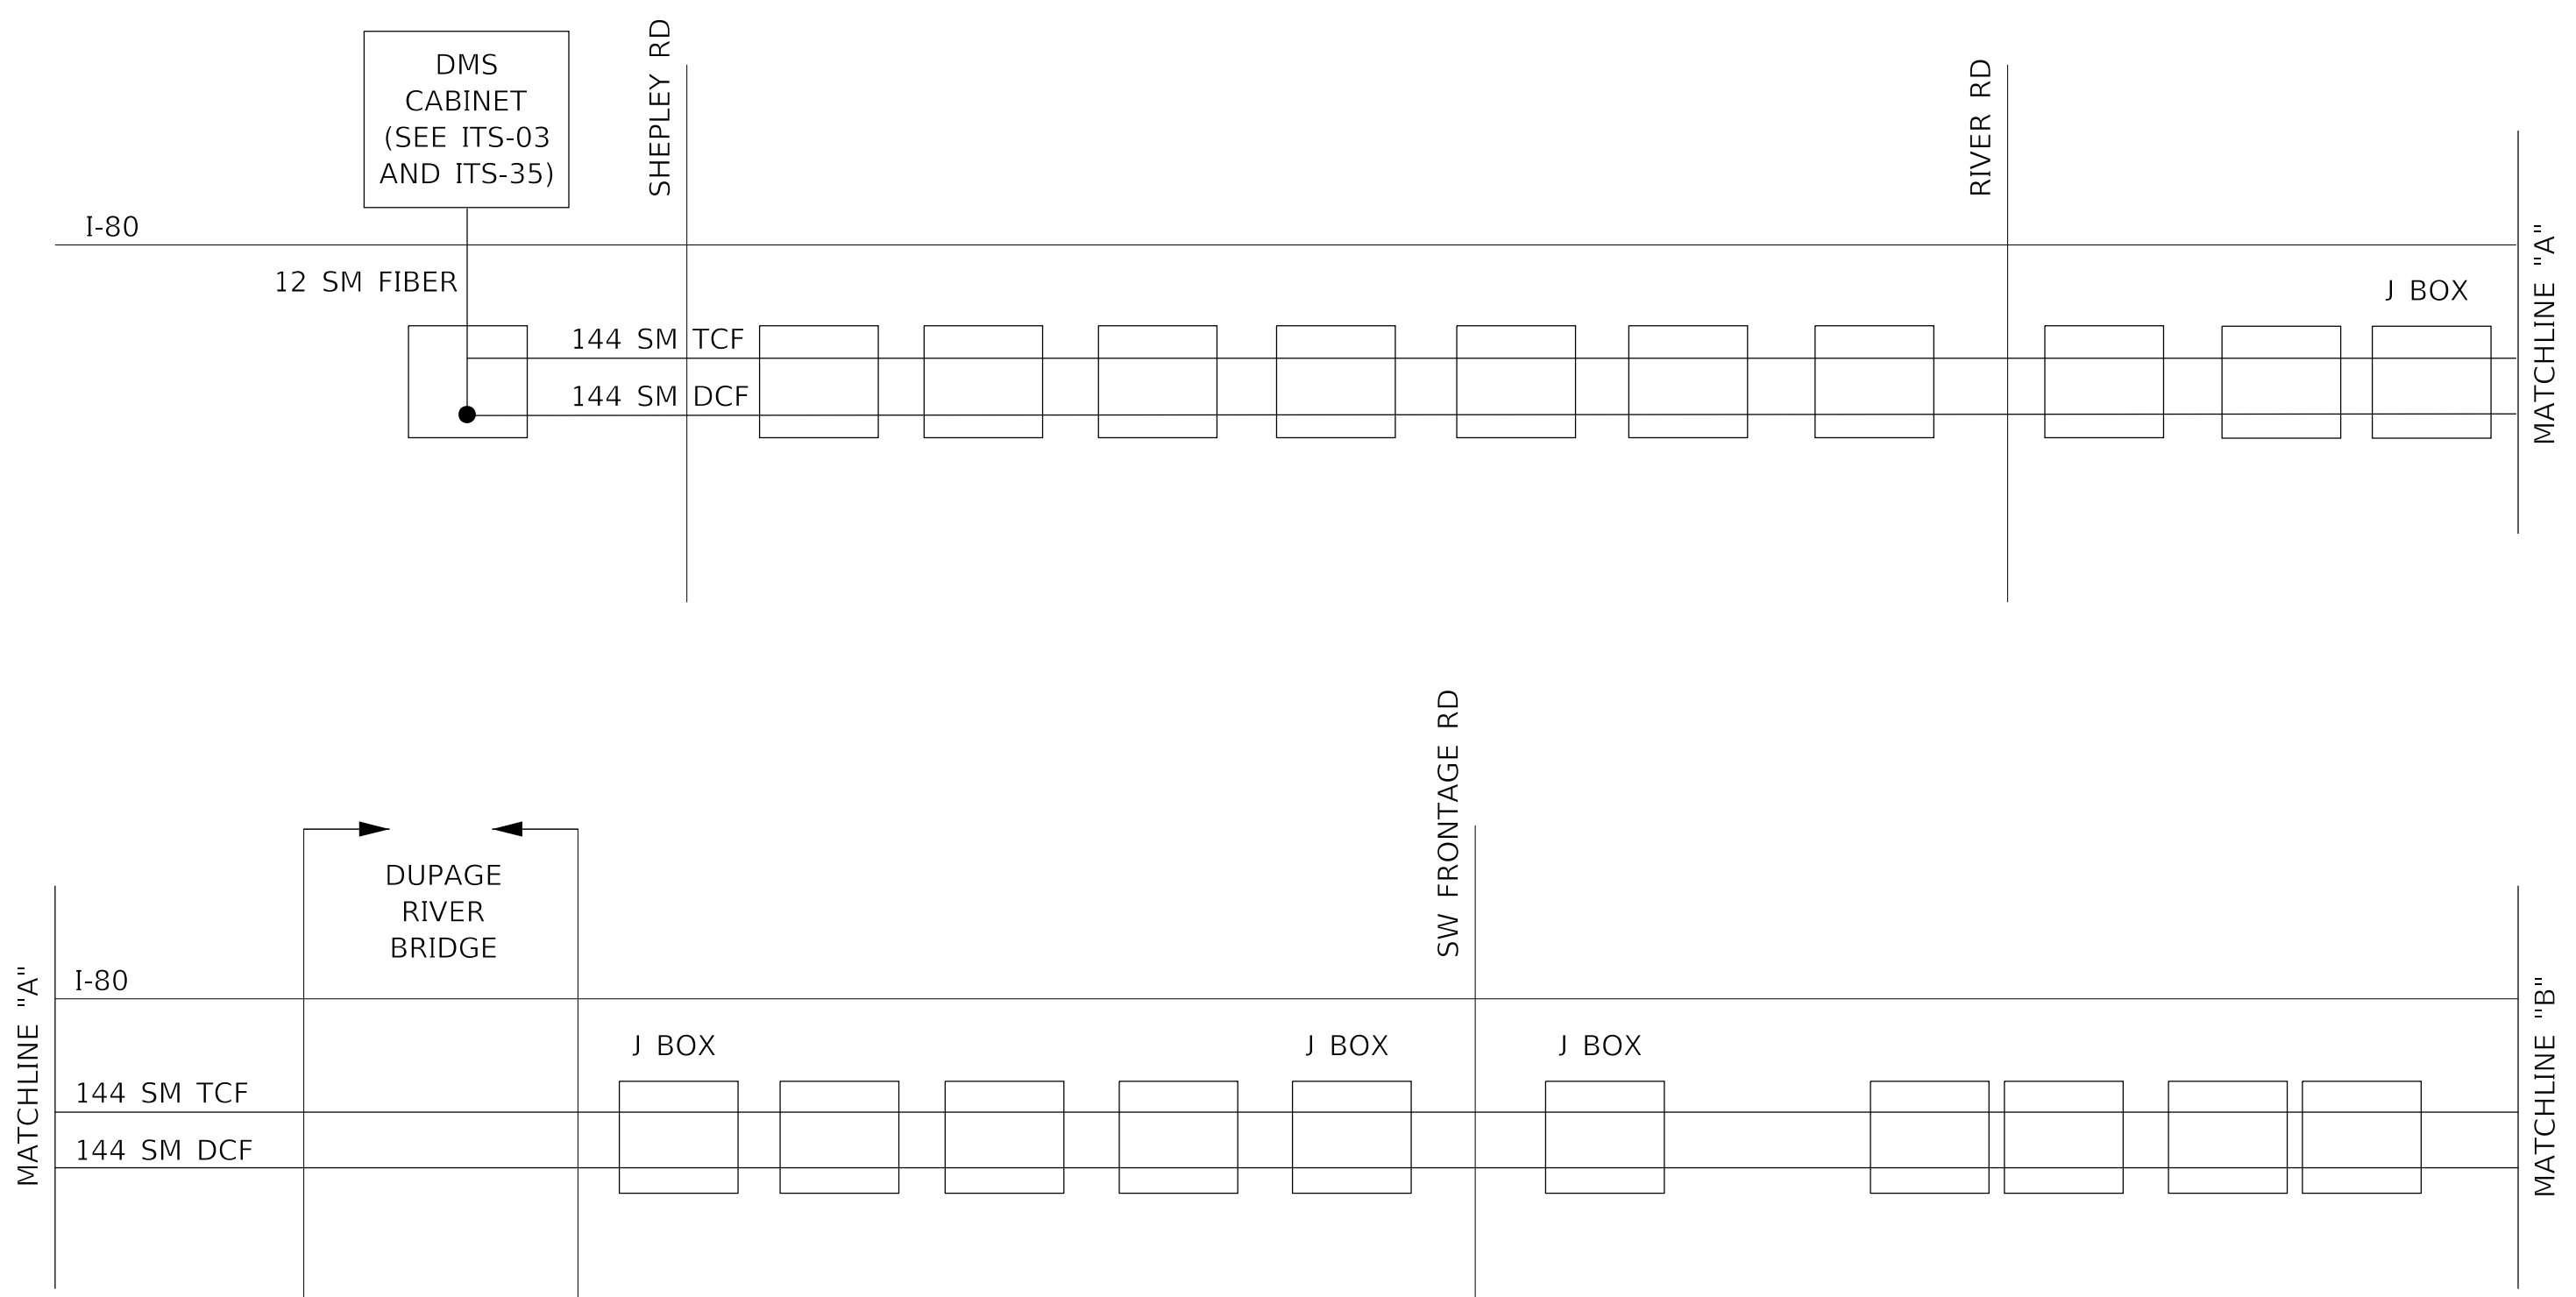 DMS
CABINET
(SEE ITS-03
AND ITS-35)
SHEPLEY RD
RIVER RD
I-80
12 SM FIBER
144 SM TCF
144 SM DCF
J BOX
MATCHLINE "A"
SW FRONTAGE RD
DUPAGE
RIVER
BRIDGE
MATCHLINE "A"
I-80
J BOX
J BOX
J BOX
144 SM TCF
144 SM DCF
MATCHLINE "B"